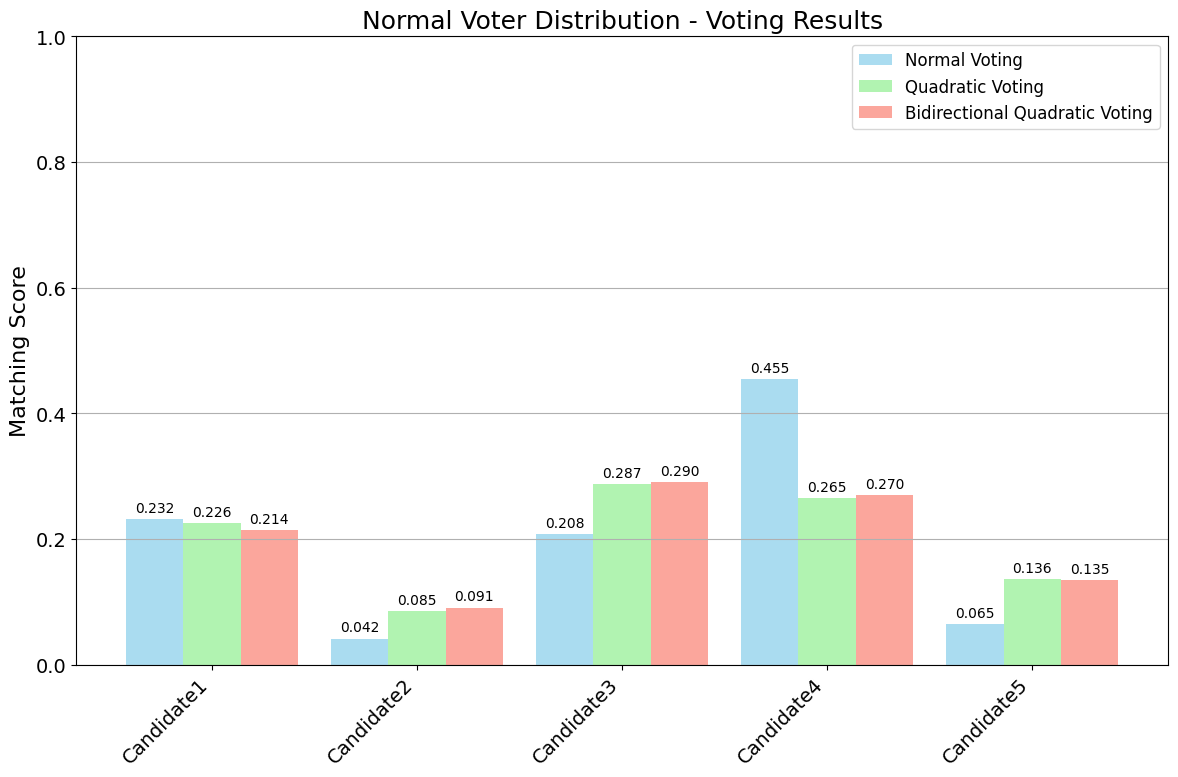 Normal Voter Distribution - Voting Results
1.0
0.8
0.6
0.4
0.2
0.0
Matching Score
Normal Voting
Quadratic Voting
Bidirectional Quadratic Voting
0.232
0.226
0.214
0.042
0.085
0.091
0.208
0.287
0.290
0.455
0.265
0.270
0.065
0.136
0.135
Candidate1
Candidate2
Candidate3
Candidate4
Candidate5